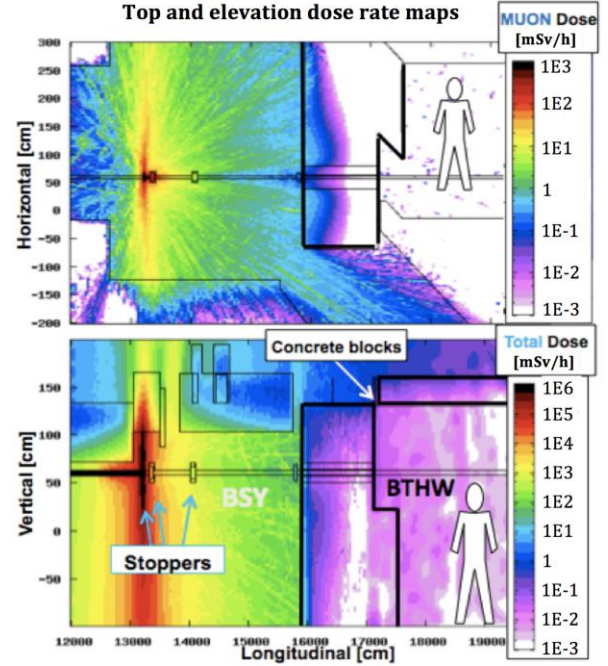 Top and elevation dose rate maps
MUON Dose
[mSv/h]
300
250
200
150
100
50
0
-50
-100
-150
-200
Horizontal [cm]
1E3
1E2
1E1
1
1E-1
1E-2
1E-3
Total Dose
[mSv/h]
Concrete blocks
150
100
50
0
-50
Vertical [cm]
BSY
BTHW
Stoppers
1E6
1E5
1E4
1E3
1E2
1E1
1
1E-1
1E-2
1E-3
12000 13000 14000 15000 16000 17000 18000 19000
Longitudinal [cm]